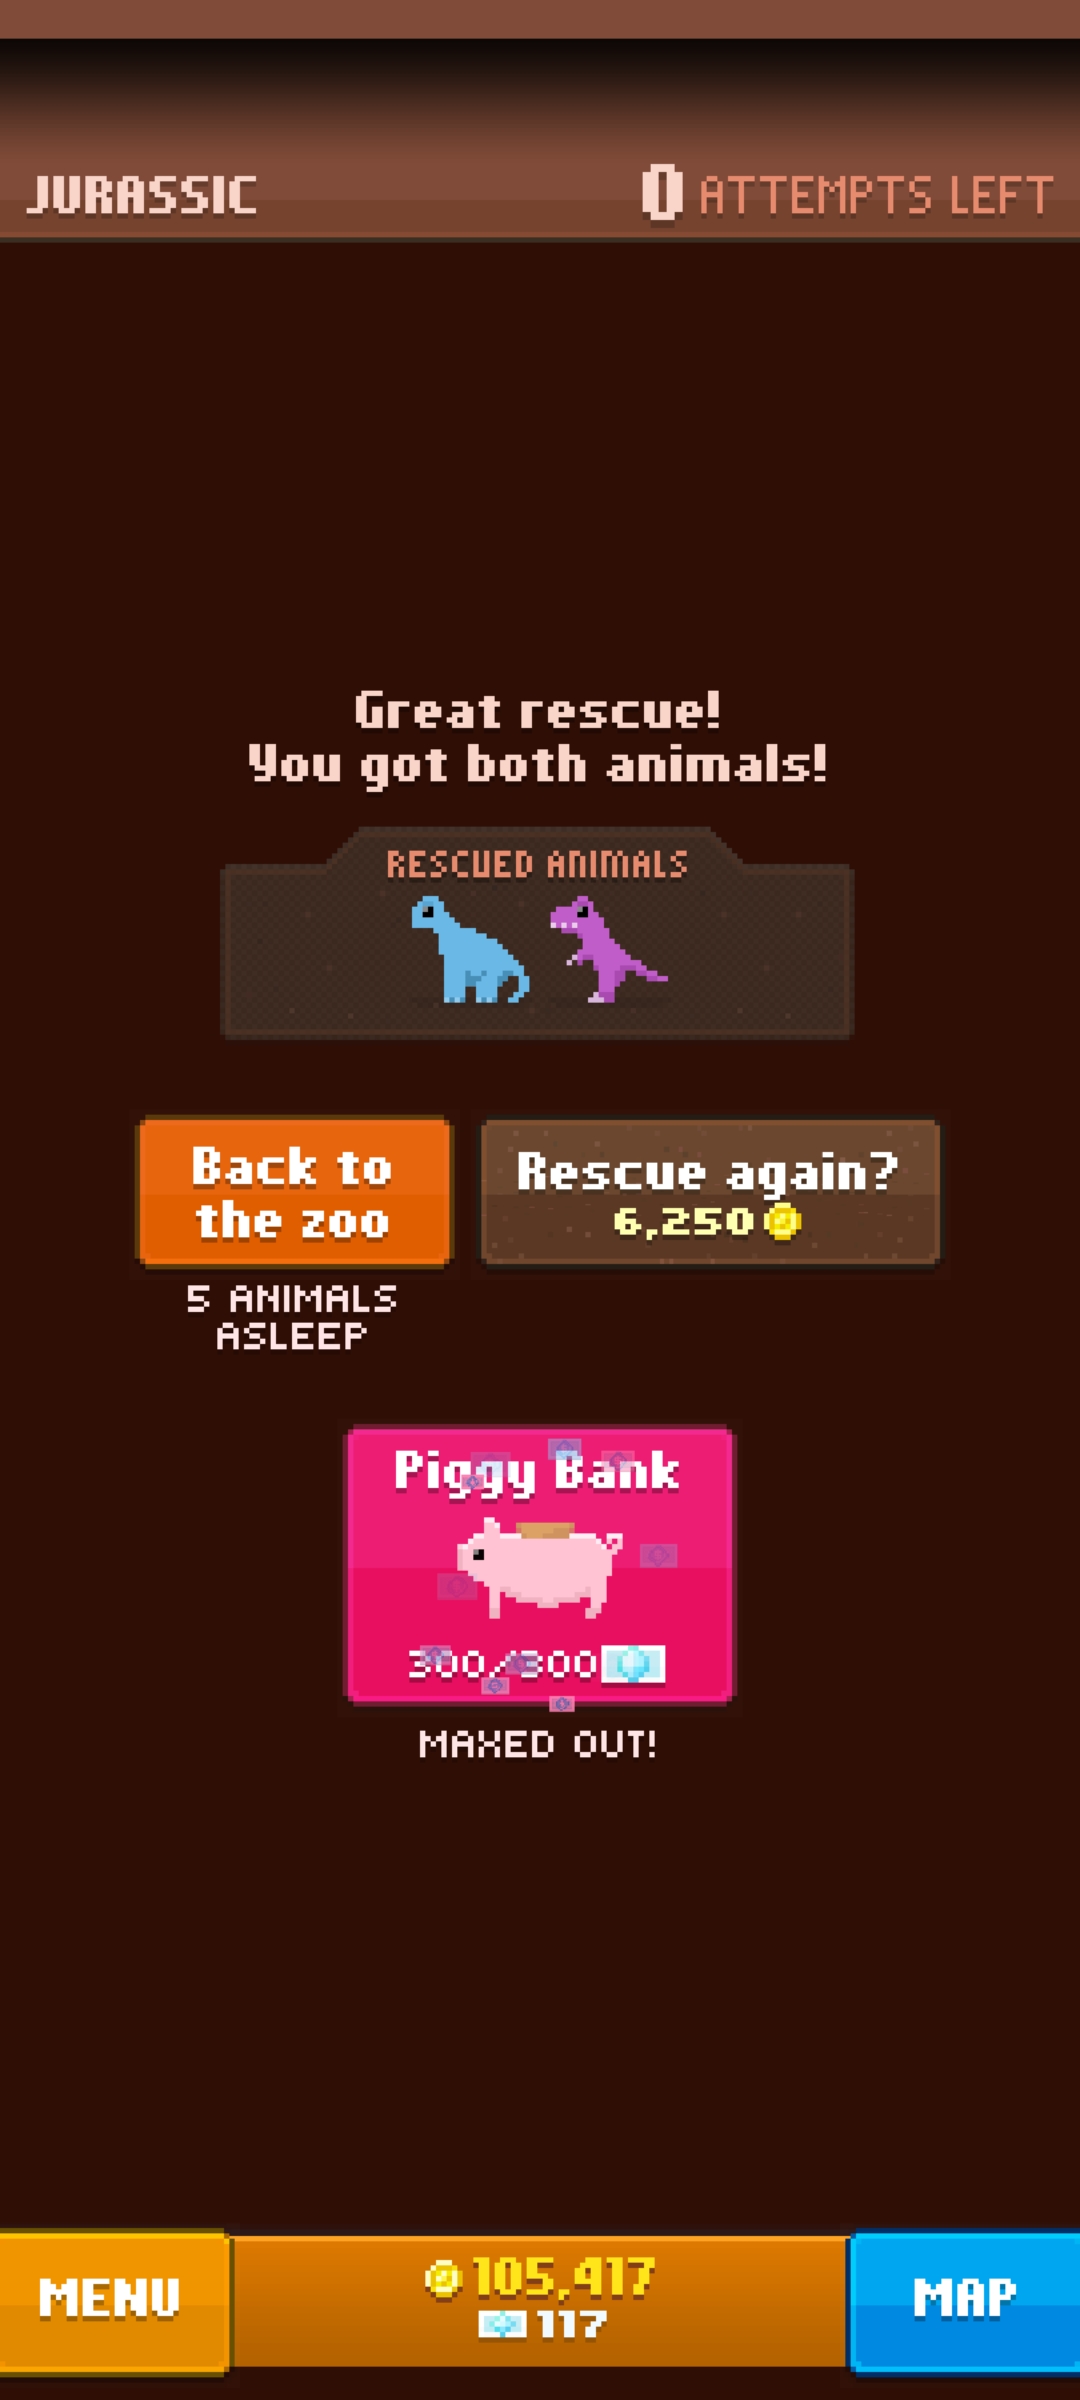 JURASSIC
0 ATTEMPTS LEFT
Great rescue!
You got both animals!
RESCUED ANIMALS
Back to
the zoo
Rescue again?
6,250
5 ANIMALS
ASLEEP
Piggy Bank
300/300
MAXED OUT!
MENU
105,417
117
MAP